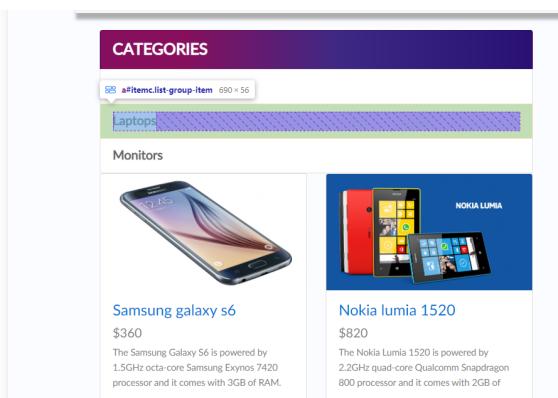 CATEGORIES
a#itemc.list-group-item 690 × 56
Laptops
Monitors
12:45
NOKIA LUMIA
Samsung galaxy s6
$360
The Samsung Galaxy S6 is powered by
1.5GHz octa-core Samsung Exynos 7420
processor and it comes with 3GB of RAM.
Nokia lumia 1520
$820
The Nokia Lumia 1520 is powered by
2.2GHz quad-core Qualcomm Snapdragon
800 processor and it comes with 2GB of